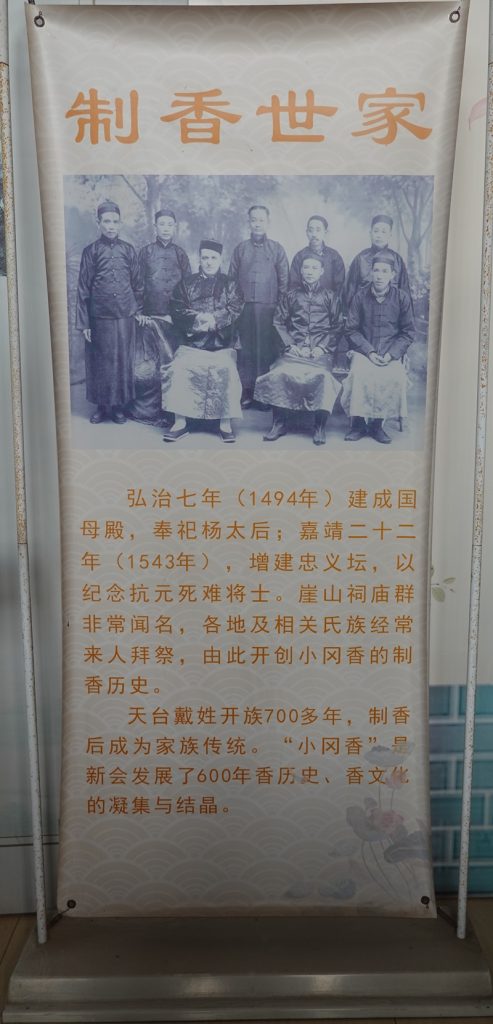 制香世家
弘治七年（1494年）建成国
母殿，奉祀杨太后；嘉靖二十二
年（1543年），增建忠义坛，以
纪念抗元死难将士。崖山祠庙群
非常闻名，各地及相关氏族经常
来人拜祭，由此开创小冈香的制
香历史。
天台戴姓开族700多年，制香
后成为家族传统。“小冈香”是
新会发展了600年香历史、香文化
的凝集与结晶。